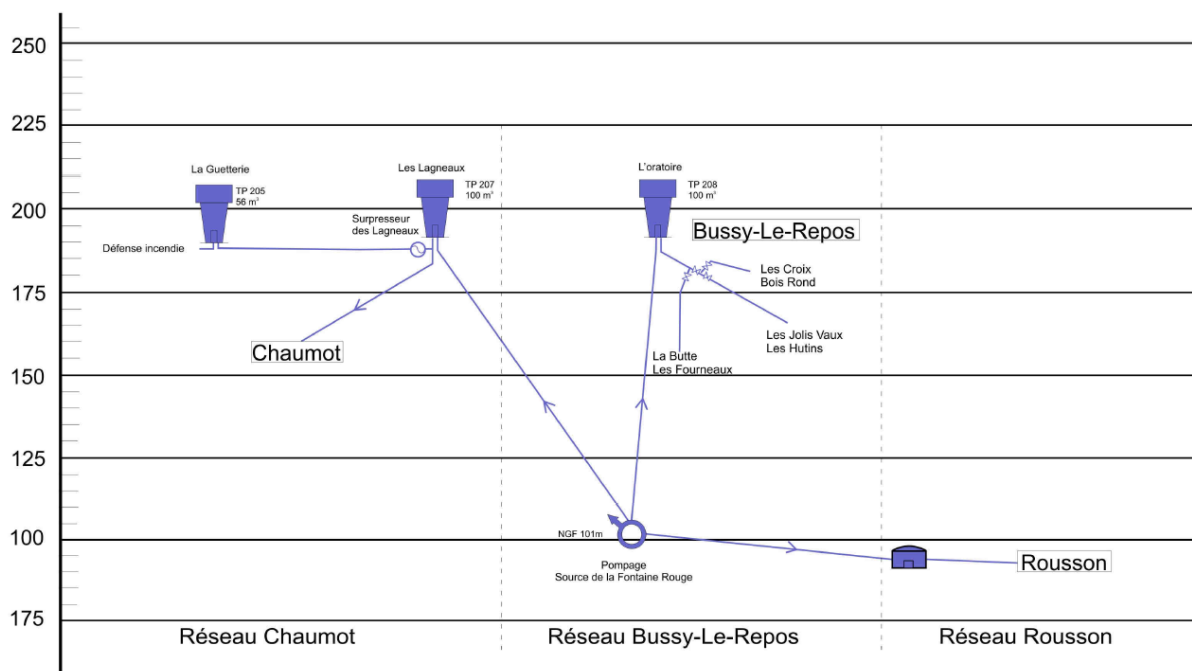 250
225
200
175
150
125
100
175
La Guetterie
TP 205
56 m³
Les Lagneaux
TP 207
100 m³
Surpresseur
des Lagneaux
Défense incendie
Chaumot
L'oratoire
TP 208
100 m³
Bussy-Le-Repos
Les Croix
Bois Rond
Les Jolis Vaux
Les Hutins
La Butte
Les Fourneaux
NGF 101m
Pompage
Source de la Fontaine Rouge
Rousson
Réseau Chaumot
Réseau Bussy-Le-Repos
Réseau Rousson